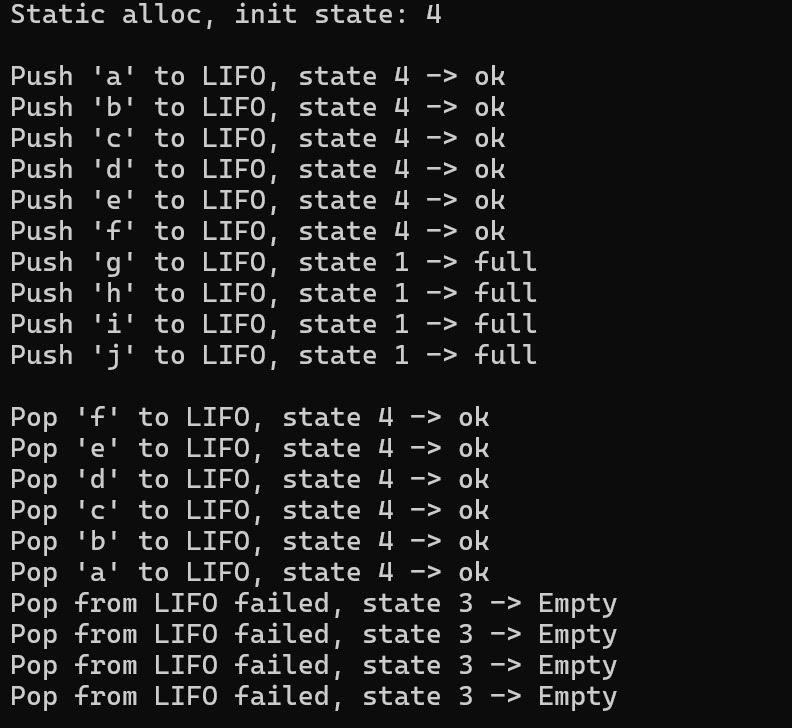 Static alloc, init state: 4
Push 'a' to LIFO, state 4 -> ok
Push 'b' to LIFO, state 4 -> ok
Push 'c' to LIFO, state 4 -> ok
Push 'd' to LIFO, state 4 -> ok
Push 'e' to LIFO, state 4 -> ok
Push 'f' to LIFO, state 4 -> ok
Push 'g' to LIFO, state 1 -> full
Push 'h' to LIFO, state 1 -> full
Push 'i' to LIFO, state 1 -> full
Push 'j' to LIFO, state 1 -> full
Pop 'f' to LIFO, state 4 -> ok
Pop 'e' to LIFO, state 4 -> ok
Pop 'd' to LIFO, state 4 -> ok
Pop 'c' to LIFO, state 4 -> ok
Pop 'b' to LIFO, state 4 -> ok
Pop 'a' to LIFO, state 4 -> ok
Pop from LIFO failed, state 3 -> Empty
Pop from LIFO failed, state 3 -> Empty
Pop from LIFO failed, state 3 -> Empty
Pop from LIFO failed, state 3 -> Empty